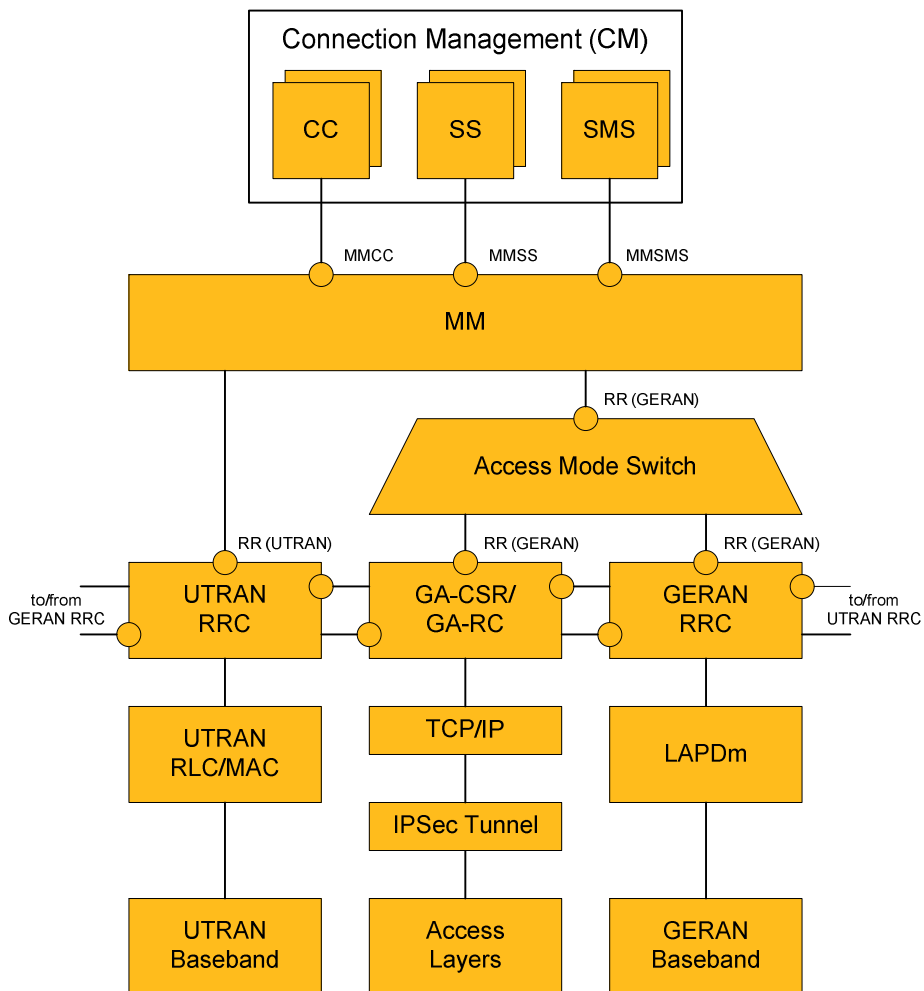 Connection Management (CM)
CC
SS
SMS
MMCC
MMSS
MMSMS
MM
RR (GERAN)
Access Mode Switch
RR (UTRAN)
RR (GERAN)
RR (GERAN)
to/from
GERAN RRC
UTRAN
RRC
GA-CSR/
GA-RC
GERAN
RRC
to/from
UTRAN RRC
UTRAN
RLC/MAC
TCP/IP
LAPDm
IPSec Tunnel
UTRAN
Baseband
Access
Layers
GERAN
Baseband